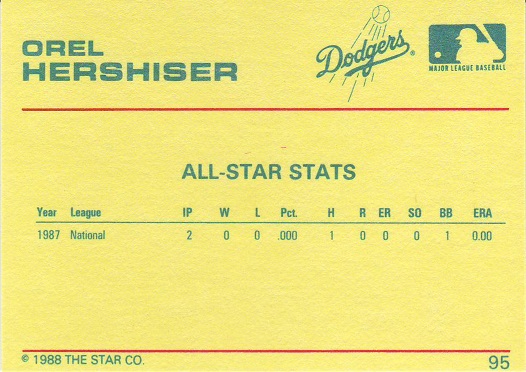 OREL
HERSHISER
Dodgers®
MAJOR LEAGUE BASEBALL
ALL-STAR STATS
Year League IP W L Pct. H R ER SO BB ERA
1987 National 2 0 0 .000 1 0 0 0 1 0.00
© 1988 THE STAR CO.
95